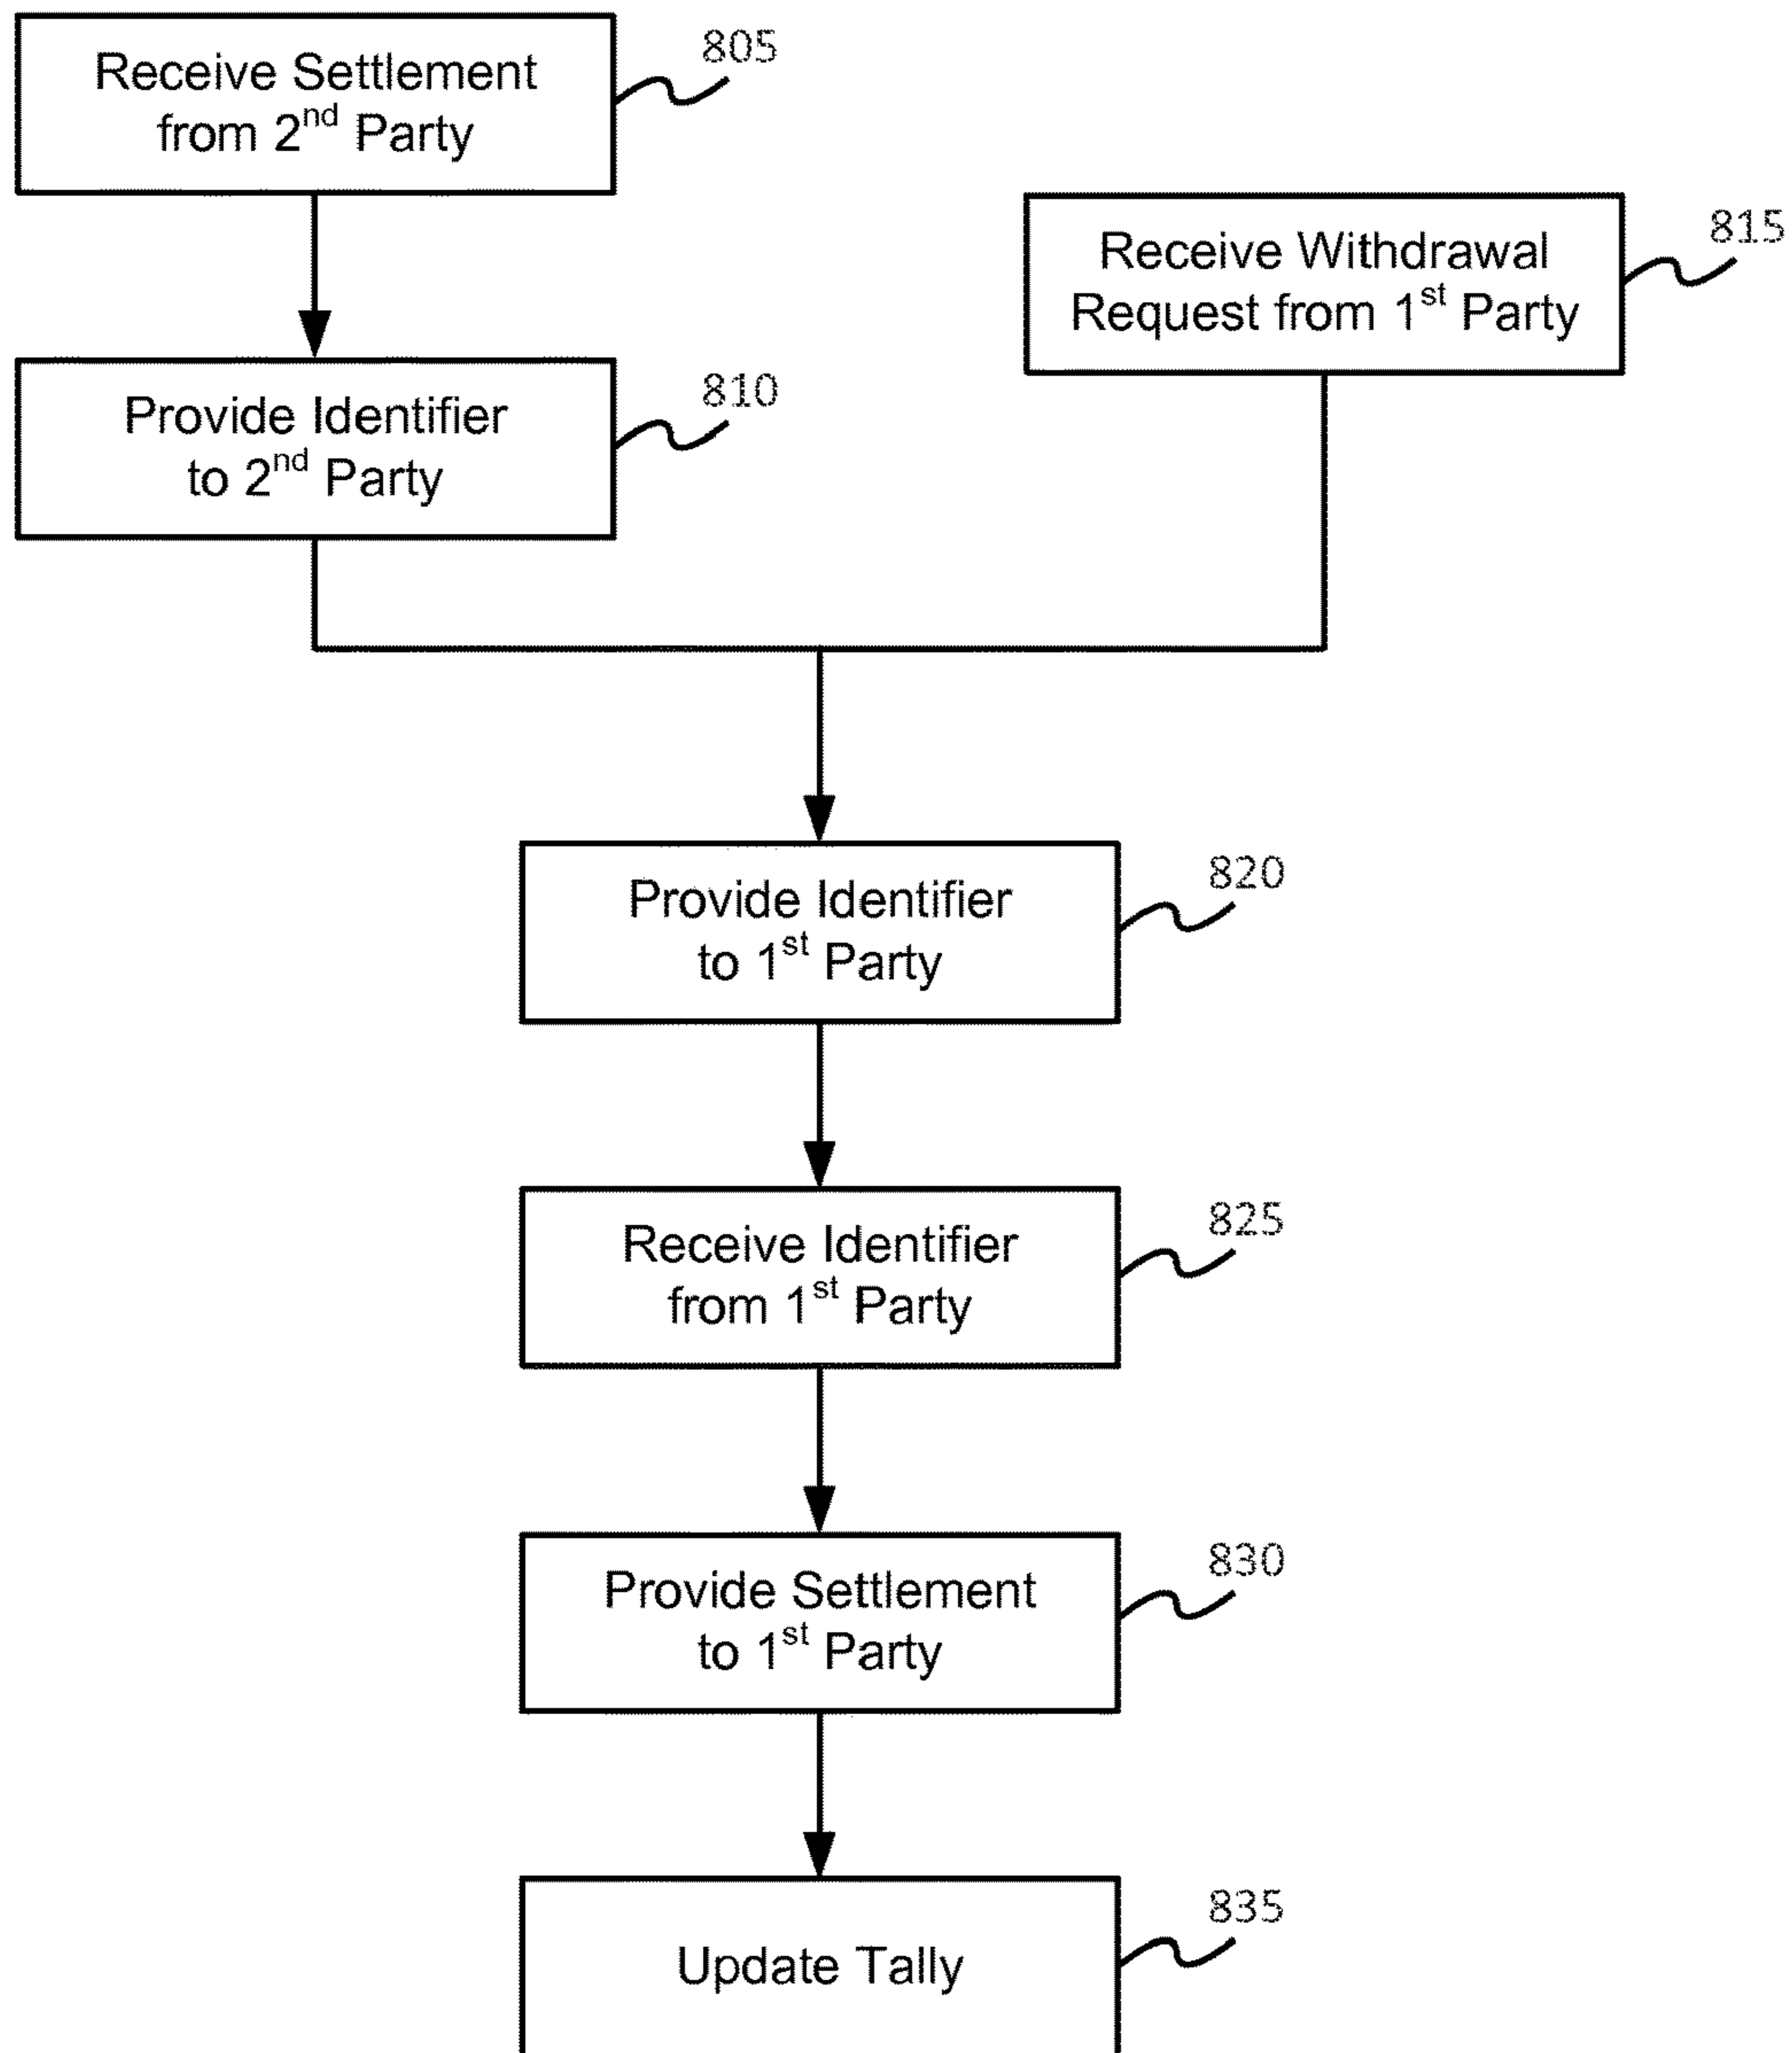 Receive Settlement
from 2nd Party
805
Receive Withdrawal
Request from 1st Party
815
Provide Identifier
to 2nd Party
810
Provide Identifier
to 1st Party
820
Receive Identifier
from 1st Party
825
Provide Settlement
to 1st Party
830
Update Tally
835